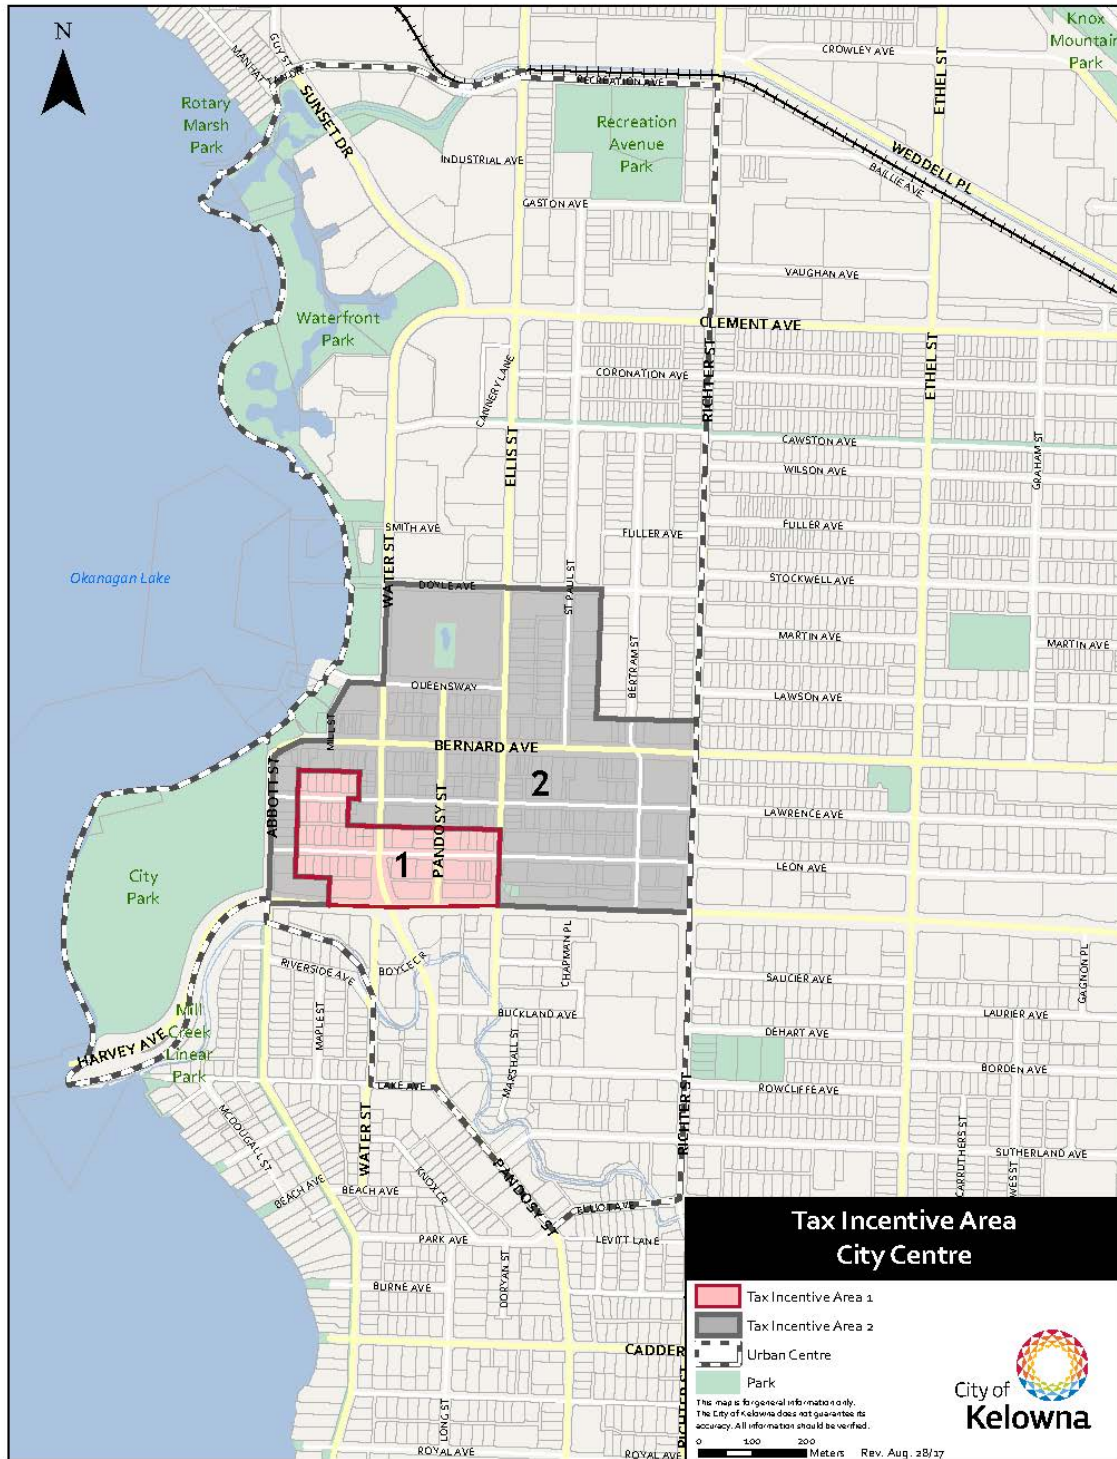 N
Knox
Mountain
Park
CROWLEY AVE
GUY ST
ETHEL ST
RECREATION AVE
SUNSET DR
Rotary
Marsh
Park
Recreation
Avenue
Park
WEDDELL PL
INDUSTRIAL AVE
BAILLIE AVE
GASTON AVE
VAUGHAN AVE
Waterfront
Park
CLEMENT AVE
RICHTER ST
ETHEL ST
CORONATION AVE
CANNERY LANE
CAWSTON AVE
ELLIS ST
GRAHAM ST
WILSON AVE
SMITH AVE
FULLER AVE
FULLER AVE
WATER ST
Okanagan Lake
DOYLE AVE
ST PAUL ST
STOCKWELL AVE
MARTIN AVE
MARTIN AVE
BERTRAM ST
QUEENSWAY
LAWSON AVE
MILL ST
BERNARD AVE
2
ABBOTT ST
PANDOSY ST
LAWRENCE AVE
1
LEON AVE
City
Park
CHAPMAN PL
RIVERSIDE AVE
BOYCE CR
SAUCIER AVE
GAGNON PL
MAPLE ST
Mill
Creek
Linear
Park
HARVEY AVE
BUCKLAND AVE
LAURIER AVE
MARSHALL ST
DEHART AVE
BORDEN AVE
LAKE AVE
ROWCLIFFE AVE
RICHTER ST
WATER ST
MCDOUGALL ST
CARRUTHERS ST
SUTHERLAND AVE
PANDOSY ST
KNOX CR
BEACH AVE
BEACH AVE
ELLIOT AVE
PARK AVE
LEVITT LANE
DORYAN ST
BURNE AVE
CADDER
LONG ST
RICHTER ST
ROYAL AVE
ROYAL AVE
Tax Incentive Area
City Centre
Tax Incentive Area 1
Tax Incentive Area 2
Urban Centre
Park
This map is for general information only.
The City of Kelowna does not guarantee its
accuracy. All information should be verified.
0 100 200
Meters Rev. Aug. 28/17
City of
Kelowna